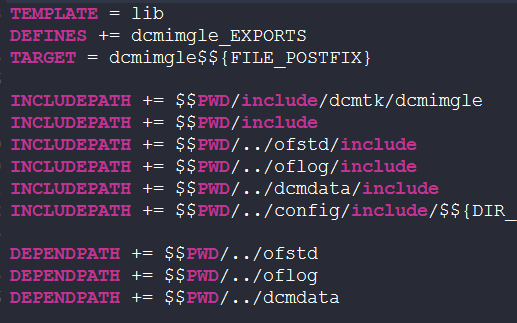 TEMPLATE = lib
DEFINES += dcmimgle_EXPORTS
TARGET = dcmimgle$${FILE_POSTFIX}
INCLUDEPATH += $$PWD/include/dcmtk/dcmimgle
INCLUDEPATH += $$PWD/include
INCLUDEPATH += $$PWD/../ofstd/include
INCLUDEPATH += $$PWD/../oflog/include
INCLUDEPATH += $$PWD/../dcmdata/include
INCLUDEPATH += $$PWD/../config/include/$${DIR_
DEPENDPATH += $$PWD/../ofstd
DEPENDPATH += $$PWD/../oflog
DEPENDPATH += $$PWD/../dcmdata